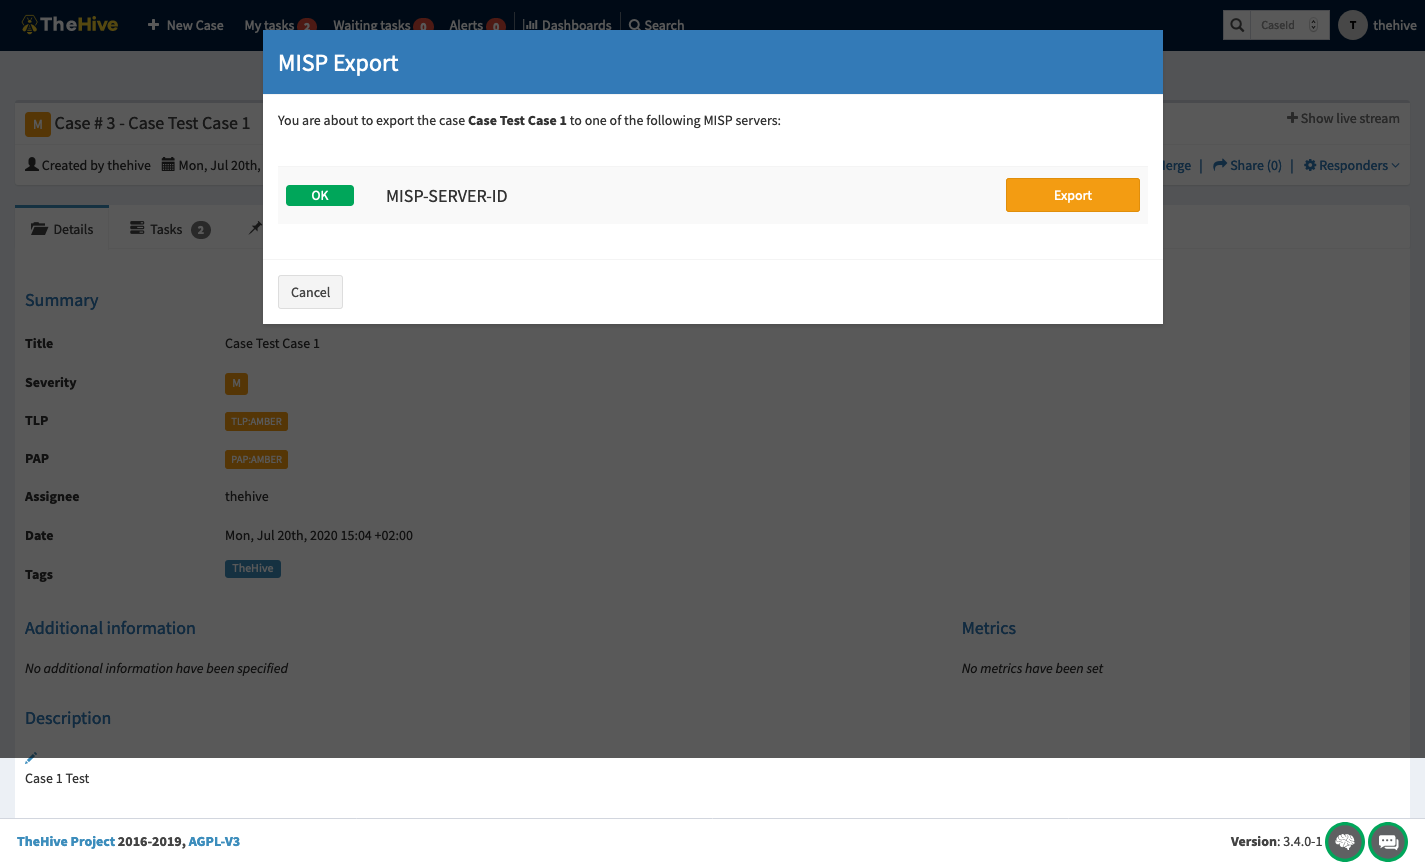 TheHive
New Case
My tasks 2
Waiting tasks 0
Alerts 0
Dashboards
Search
CaseId
T thehive
MISP Export
You are about to export the case Case Test Case 1 to one of the following MISP servers:
OK MISP-SERVER-ID Export
Cancel
M Case # 3 - Case Test Case 1
Show live stream
Created by thehive Mon, Jul 20th,
Share (0) | Responders
Details Tasks 2
Summary
Title Case Test Case 1
Severity M
TLP TLP:AMBER
PAP PAP:AMBER
Assignee thehive
Date Mon, Jul 20th, 2020 15:04 +02:00
Tags TheHive
Additional information
No additional information have been specified
Metrics
No metrics have been set
Description
Case 1 Test
TheHive Project 2016-2019, AGPL-V3
Version: 3.4.0-1